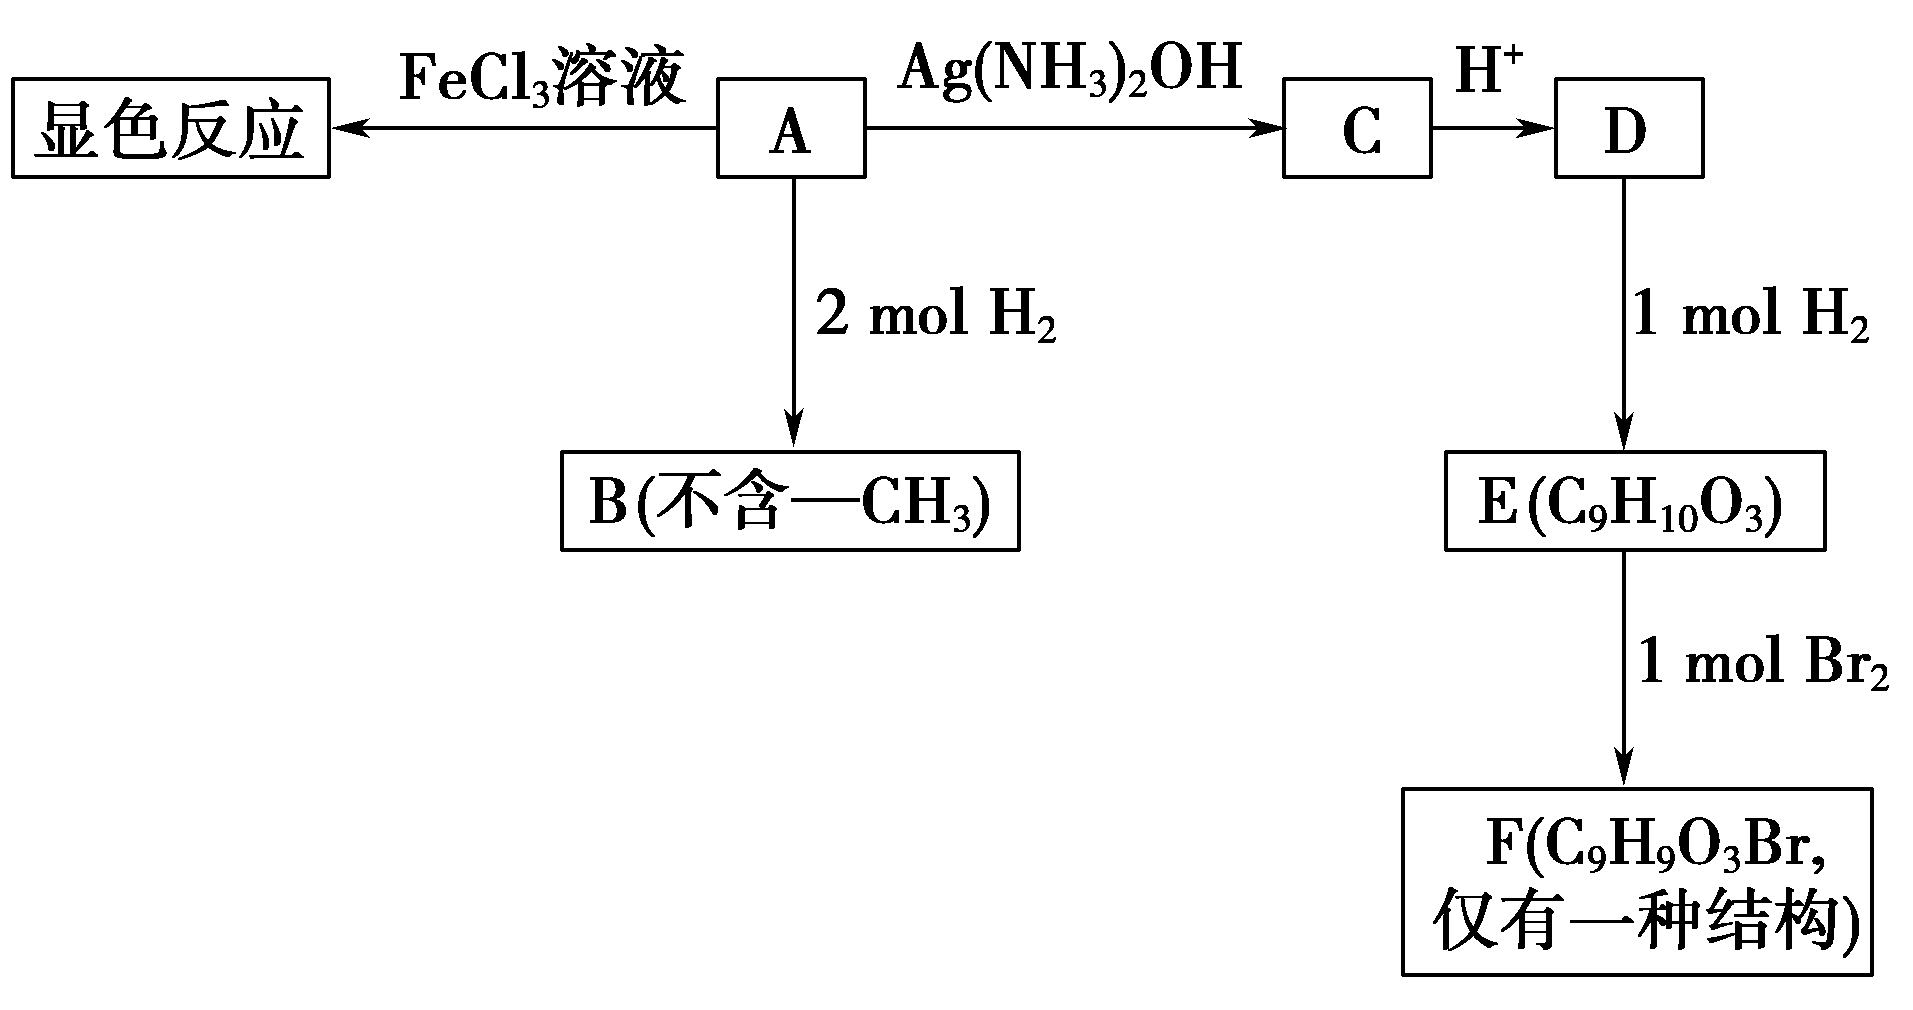 FeCl₃溶液
Ag(NH₃)₂OH
H⁺
显色反应
A
C
D
2 mol H₂
1 mol H₂
B(不含—CH₃)
E(C₉H₁₀O₃)
1 mol Br₂
F(C₉H₉O₃Br,
仅有一种结构)